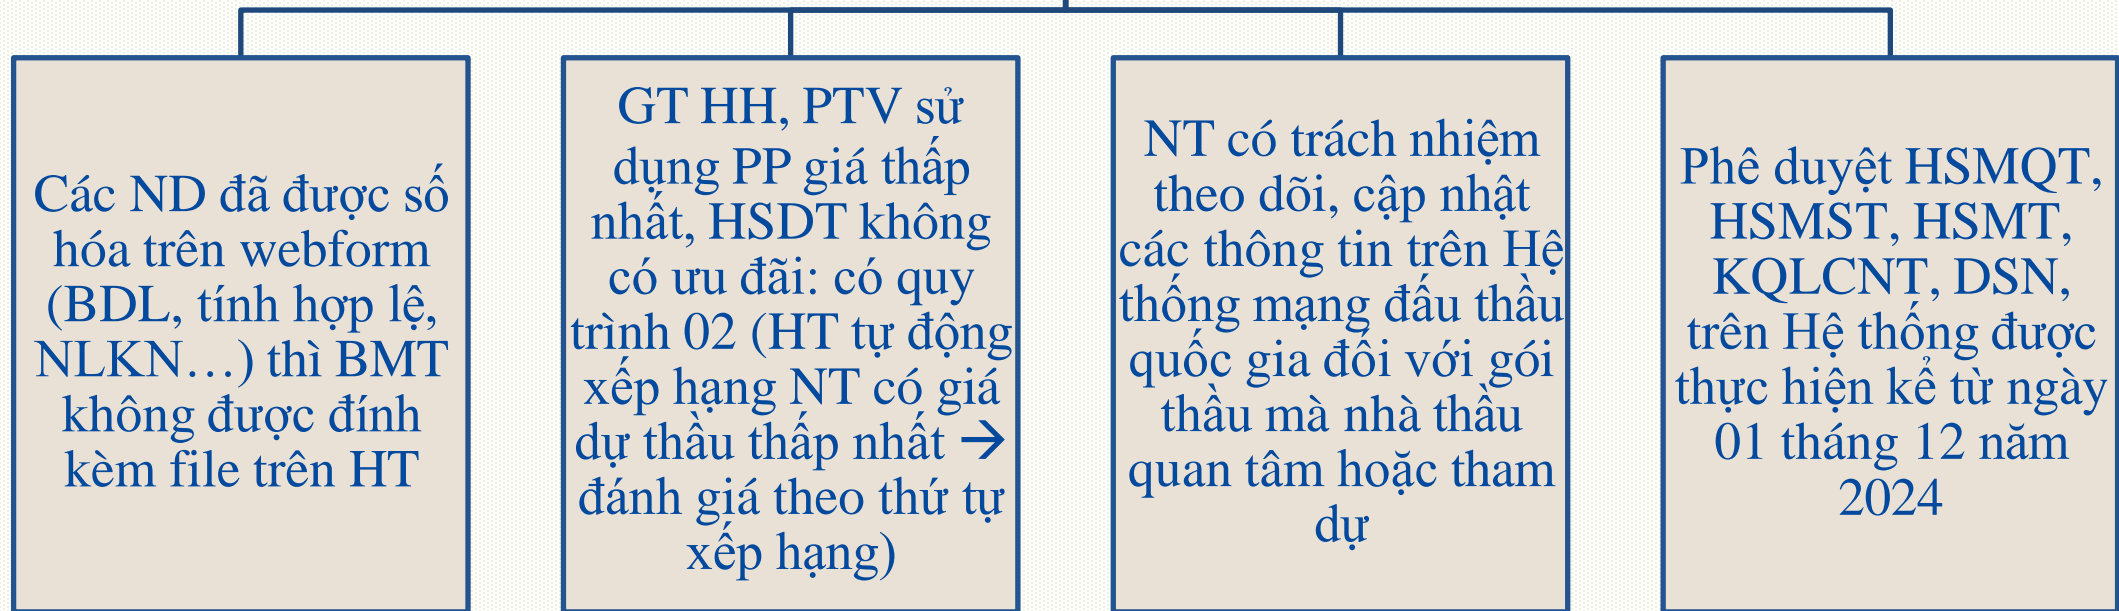 Các ND đã được số
hóa trên webform
(BDL, tính hợp lệ,
NLKN…) thì BMT
không được đính
kèm file trên HT
GT HH, PTV sử
dụng PP giá thấp
nhất, HSDT không
có ưu đãi: có quy
trình 02 (HT tự động
xếp hạng NT có giá
dự thầu thấp nhất →
đánh giá theo thứ tự
xếp hạng)
NT có trách nhiệm
theo dõi, cập nhật
các thông tin trên Hệ
thống mạng đấu thầu
quốc gia đối với gói
thầu mà nhà thầu
quan tâm hoặc tham
dự
Phê duyệt HSMQT,
HSMST, HSMT,
KQLCNT, DSN,
trên Hệ thống được
thực hiện kể từ ngày
01 tháng 12 năm
2024